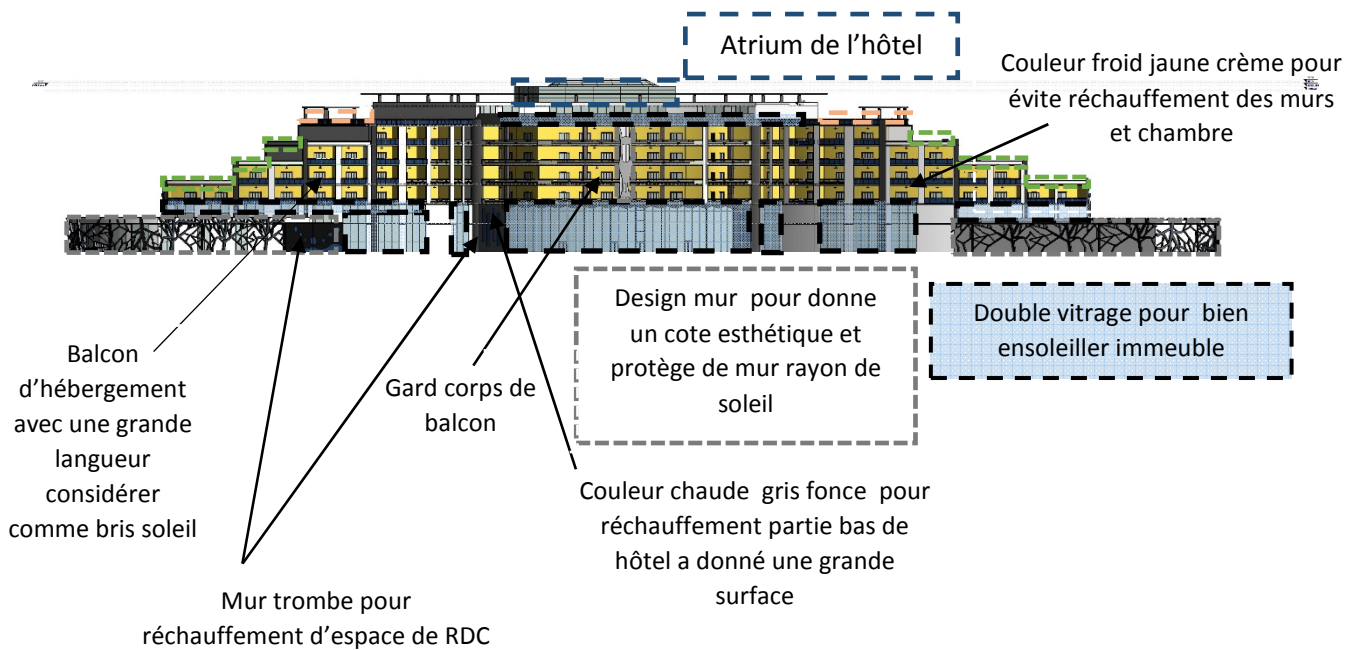 Atrium de l’hôtel
Couleur froid jaune crème pour
évite réchauffement des murs
et chambre
Design mur pour donne
un cote esthétique et
protège de mur rayon de
soleil
Double vitrage pour bien
ensoleiller immeuble
Balcon
d’hébergement
avec une grande
langueur
considérer
comme bris soleil
Gard corps de
balcon
Couleur chaude gris fonce pour
réchauffement partie bas de
hôtel a donné une grande
surface
Mur trombe pour
réchauffement d’espace de RDC